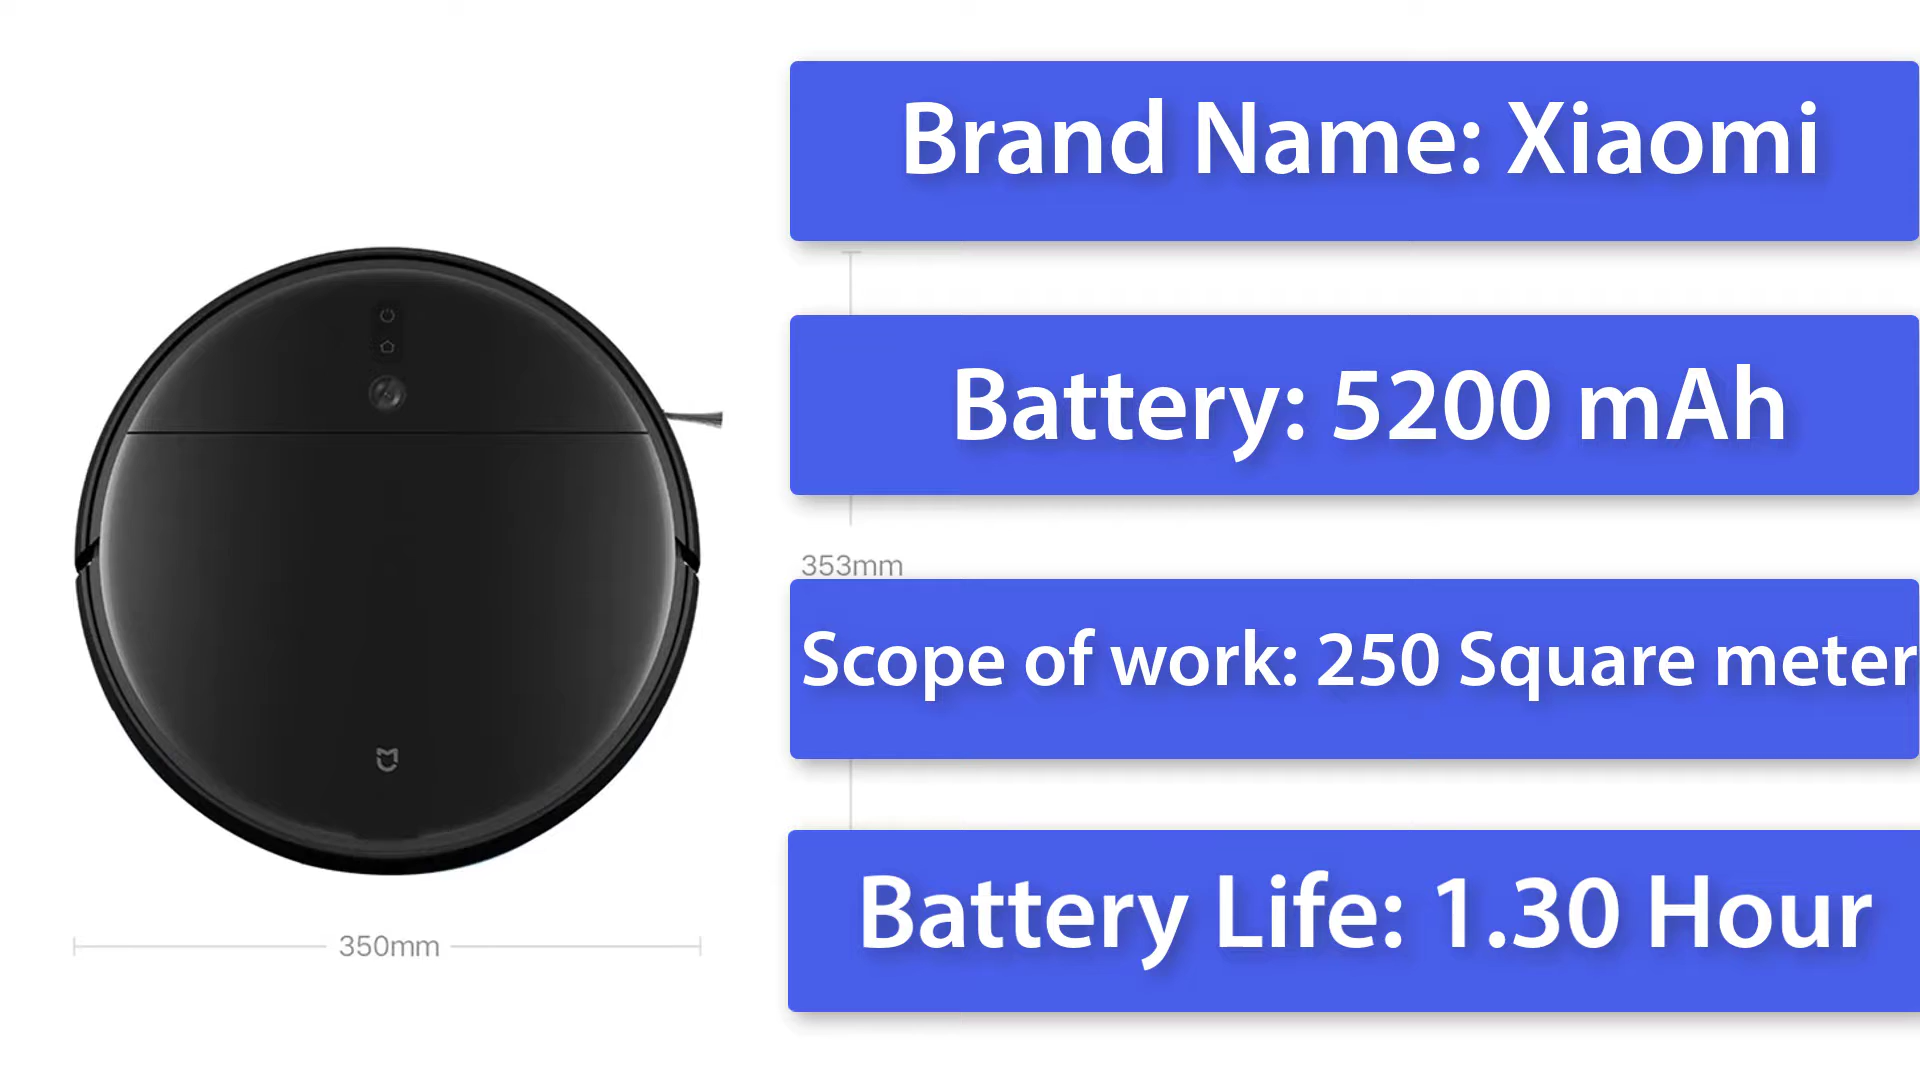 Brand Name: Xiaomi
Battery: 5200 mAh
353mm
Scope of work: 250 Square meter
Battery Life: 1.30 Hour
350mm